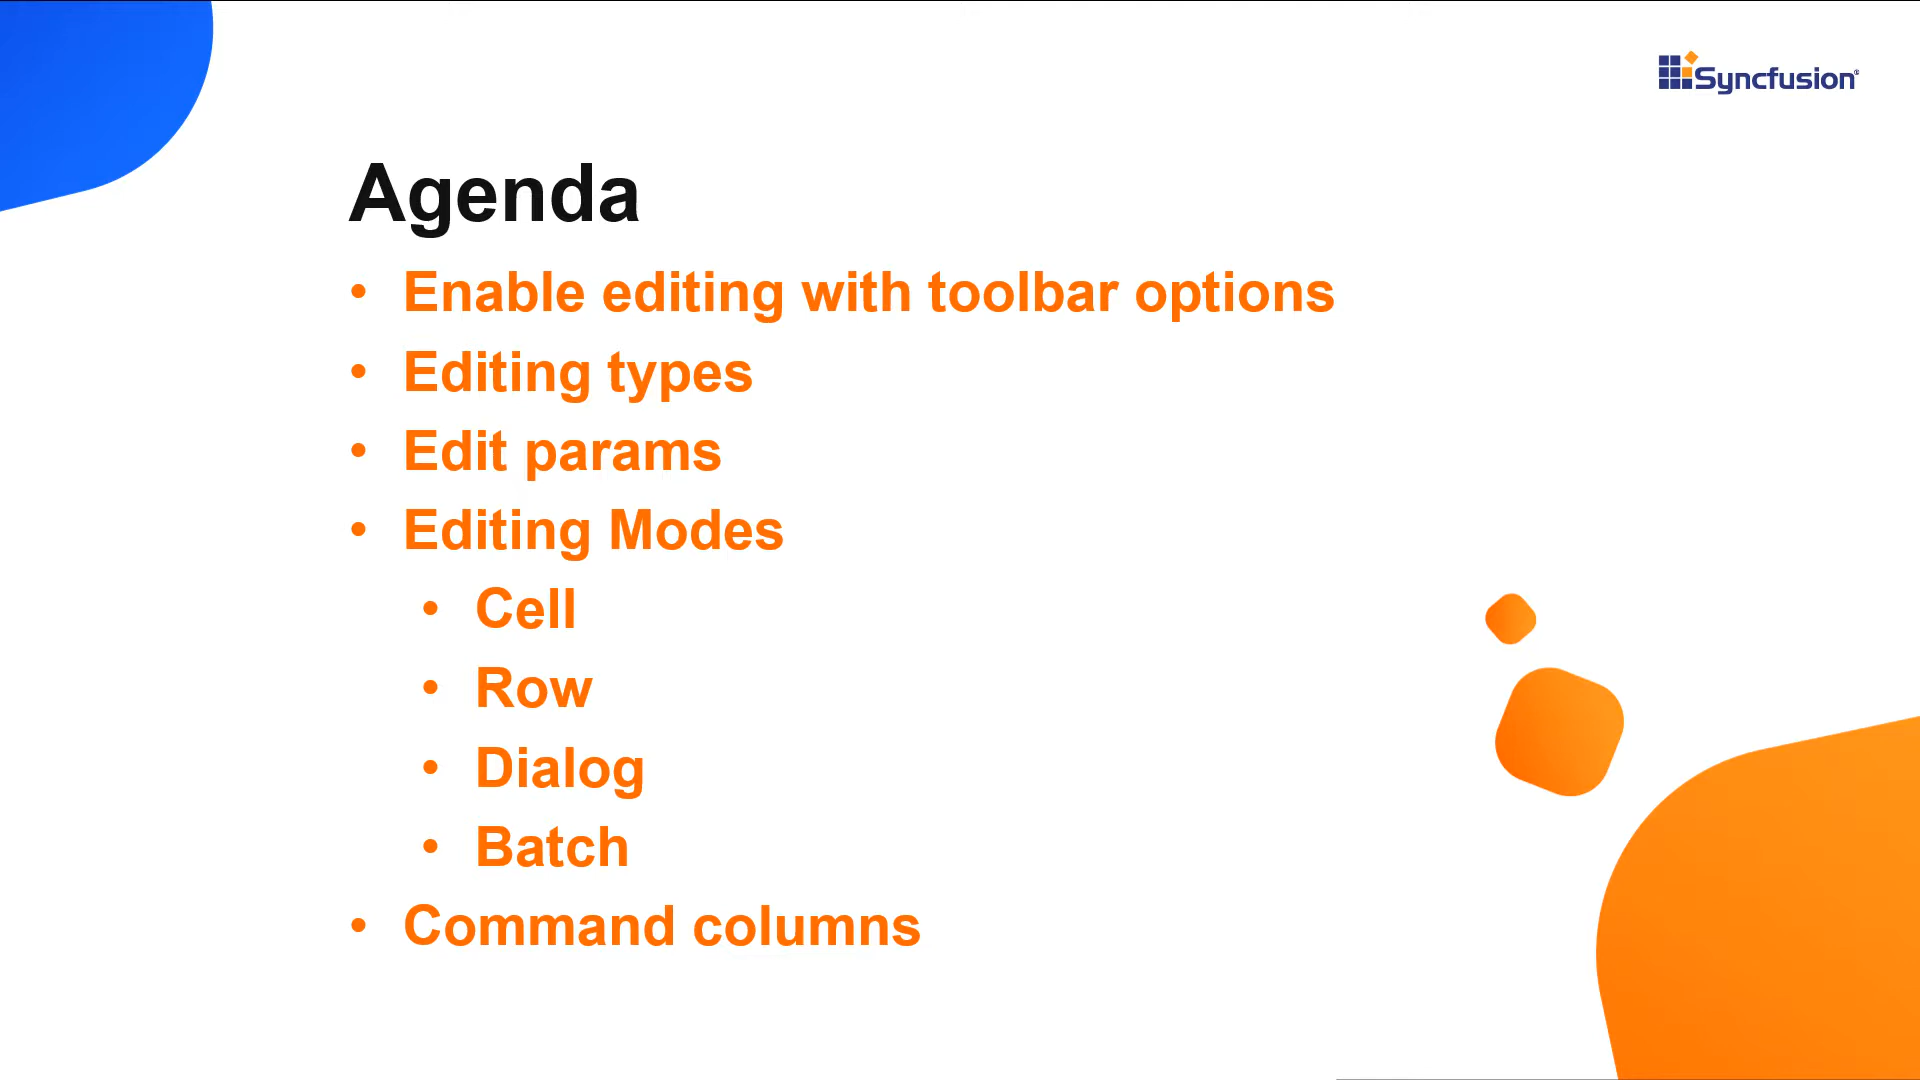 Syncfusion®
Agenda
• Enable editing with toolbar options
• Editing types
• Edit params
• Editing Modes
• Cell
• Row
• Dialog
• Batch
• Command columns